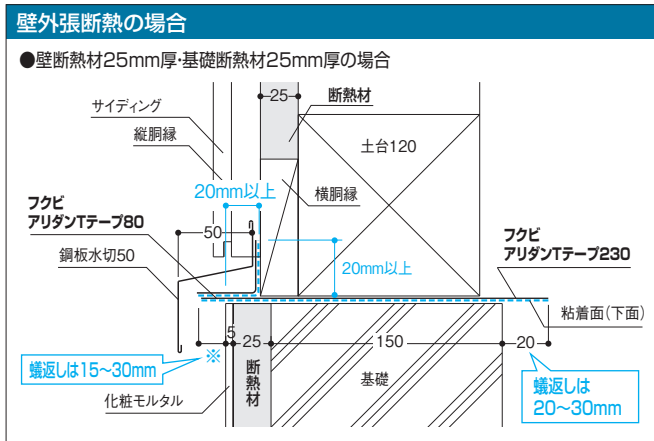 壁外張断熱の場合
●壁断熱材25mm厚・基礎断熱材25mm厚の場合
25
断熱材
サイディング
縦胴縁
土台120
20mm以上
横胴縁
フクビ
アリダンTテープ80
50
フクビ
アリダンTテープ230
鋼板水切50
20mm以上
粘着面(下面)
5
25
150
20
※
蟻返しは15〜30mm
断熱材
基礎
蟻返しは
20〜30mm
化粧モルタル